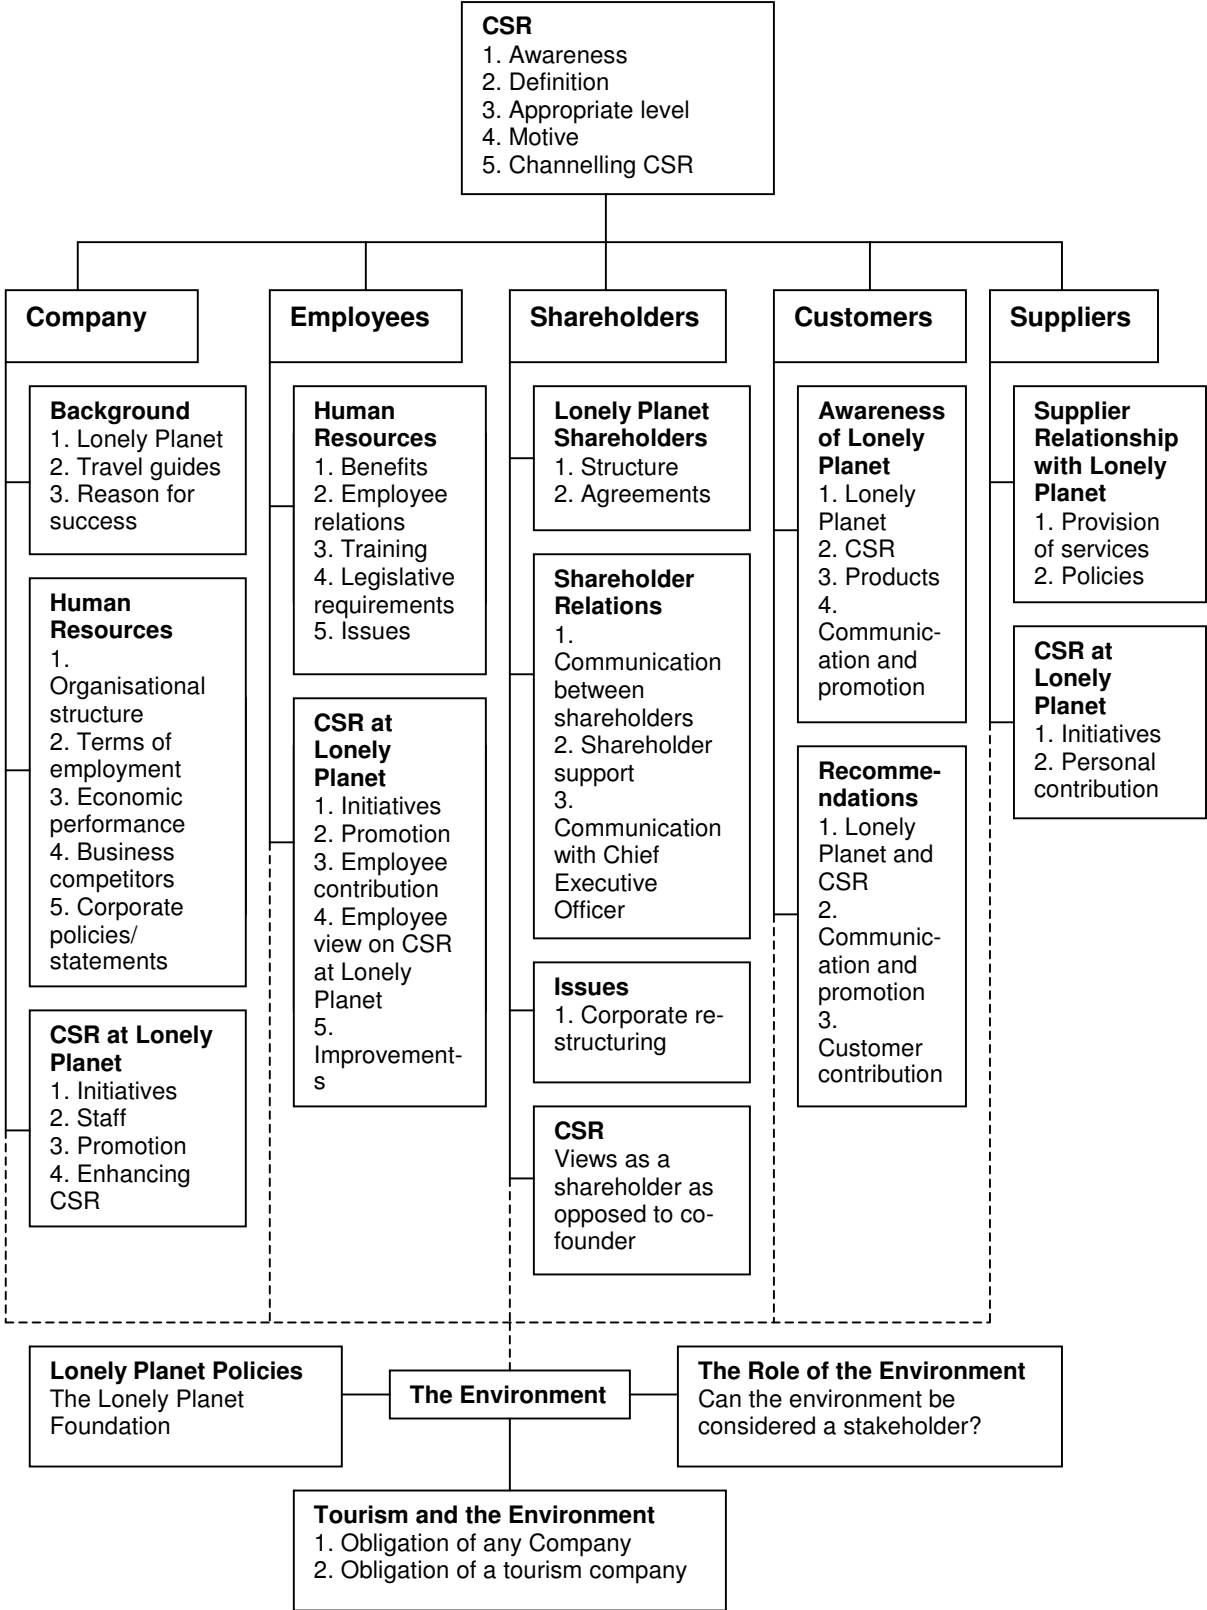 CSR
1. Awareness
2. Definition
3. Appropriate level
4. Motive
5. Channelling CSR
Company
Employees
Shareholders
Customers
Suppliers
Background
1. Lonely Planet
2. Travel guides
3. Reason for
success
Human
Resources
1.
Organisational
structure
2. Terms of
employment
3. Economic
performance
4. Business
competitors
5. Corporate
policies/
statements
CSR at Lonely
Planet
1. Initiatives
2. Staff
3. Promotion
4. Enhancing
CSR
Human
Resources
1. Benefits
2. Employee
relations
3. Training
4. Legislative
requirements
5. Issues
CSR at
Lonely
Planet
1. Initiatives
2. Promotion
3. Employee
contribution
4. Employee
view on CSR
at Lonely
Planet
5.
Improvement-
s
Lonely Planet
Shareholders
1. Structure
2. Agreements
Shareholder
Relations
1.
Communication
between
shareholders
2. Shareholder
support
3.
Communication
with Chief
Executive
Officer
Issues
1. Corporate re-
structuring
CSR
Views as a
shareholder as
opposed to co-
founder
Awareness
of Lonely
Planet
1. Lonely
Planet
2. CSR
3. Products
4.
Communic-
ation and
promotion
Recomme-
ndations
1. Lonely
Planet and
CSR
2.
Communic-
ation and
promotion
3.
Customer
contribution
Supplier
Relationship
with Lonely
Planet
1. Provision
of services
2. Policies
CSR at
Lonely
Planet
1. Initiatives
2. Personal
contribution
Lonely Planet Policies
The Lonely Planet
Foundation
The Environment
The Role of the Environment
Can the environment be
considered a stakeholder?
Tourism and the Environment
1. Obligation of any Company
2. Obligation of a tourism company